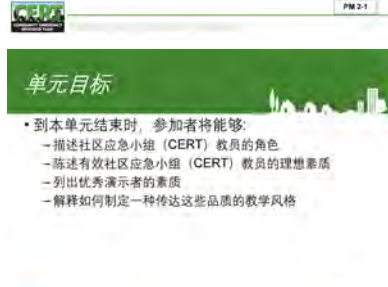 CERT
COMMUNITY EMERGENCY
RESPONSE TEAM
PM 2-1
单元目标
• 到本单元结束时，参加者将能够:
–描述社区应急小组（CERT）教员的角色
–陈述有效社区应急小组（CERT）教员的理想素质
–列出优秀演示者的素质
–解释如何制定一种传达这些品质的教学风格